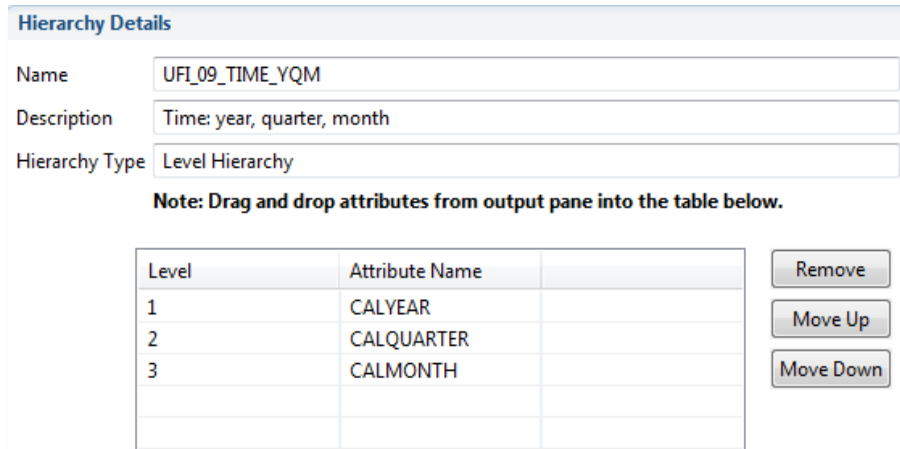 Hierarchy Details
Name UFI_09_TIME_YQM
Description Time: year, quarter, month
Hierarchy Type Level Hierarchy
Note: Drag and drop attributes from output pane into the table below.
Level Attribute Name Remove
1 CALYEAR Move Up
2 CALQUARTER
3 CALMONTH Move Down